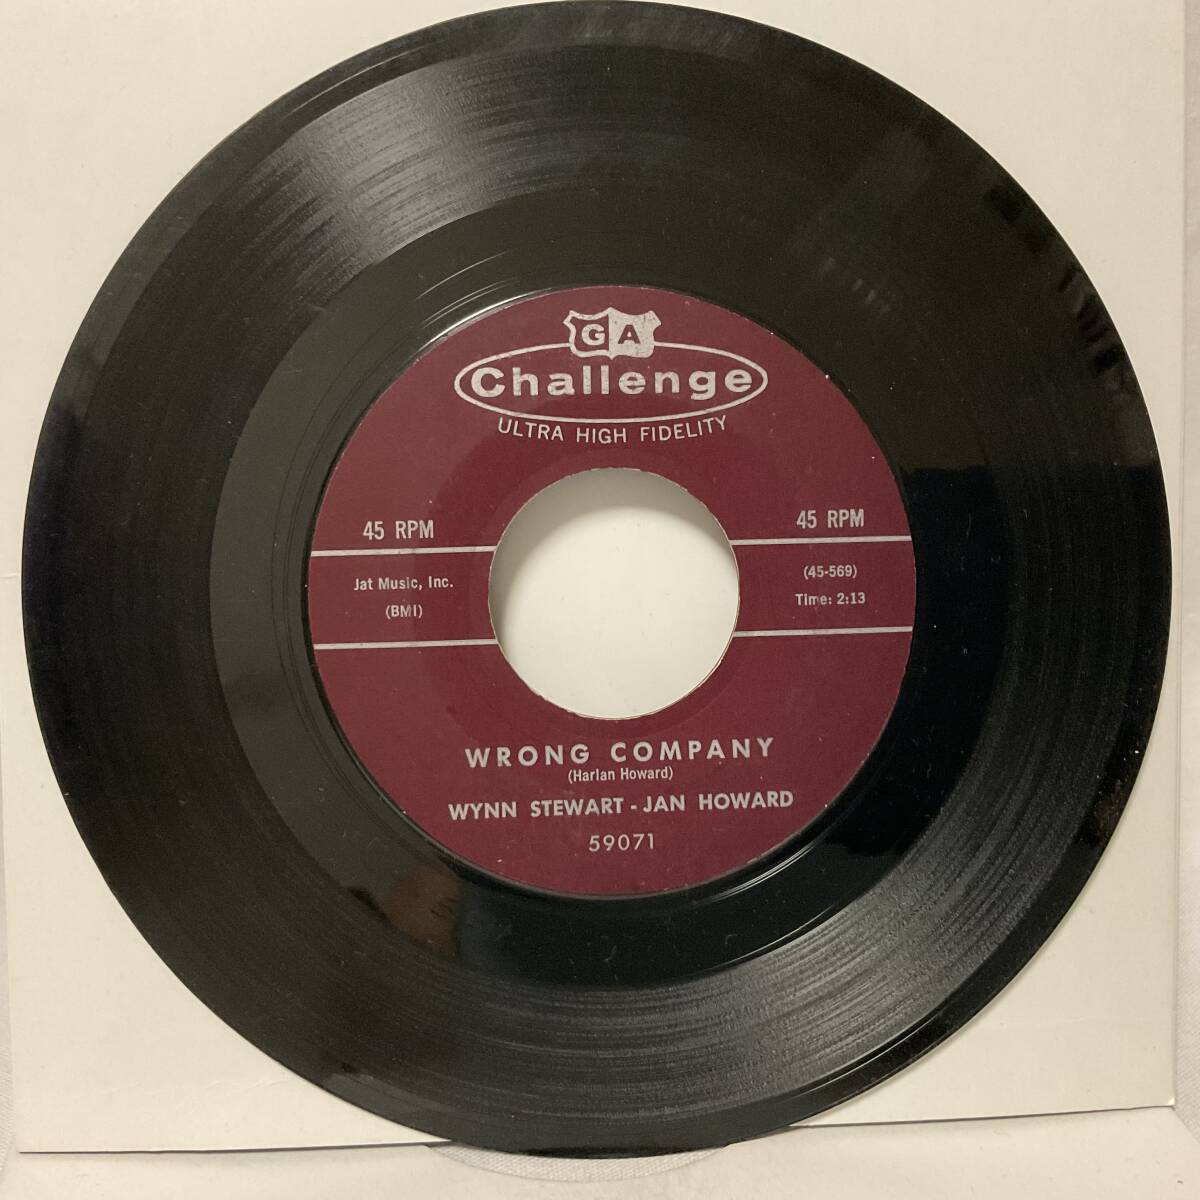 GA
Challenge
ULTRA HIGH FIDELITY
45 RPM
45 RPM
Jat Music, Inc.
(BMI)
(45-569)
Time: 2:13
WRONG COMPANY
(Harlan Howard)
WYNN STEWART - JAN HOWARD
59071